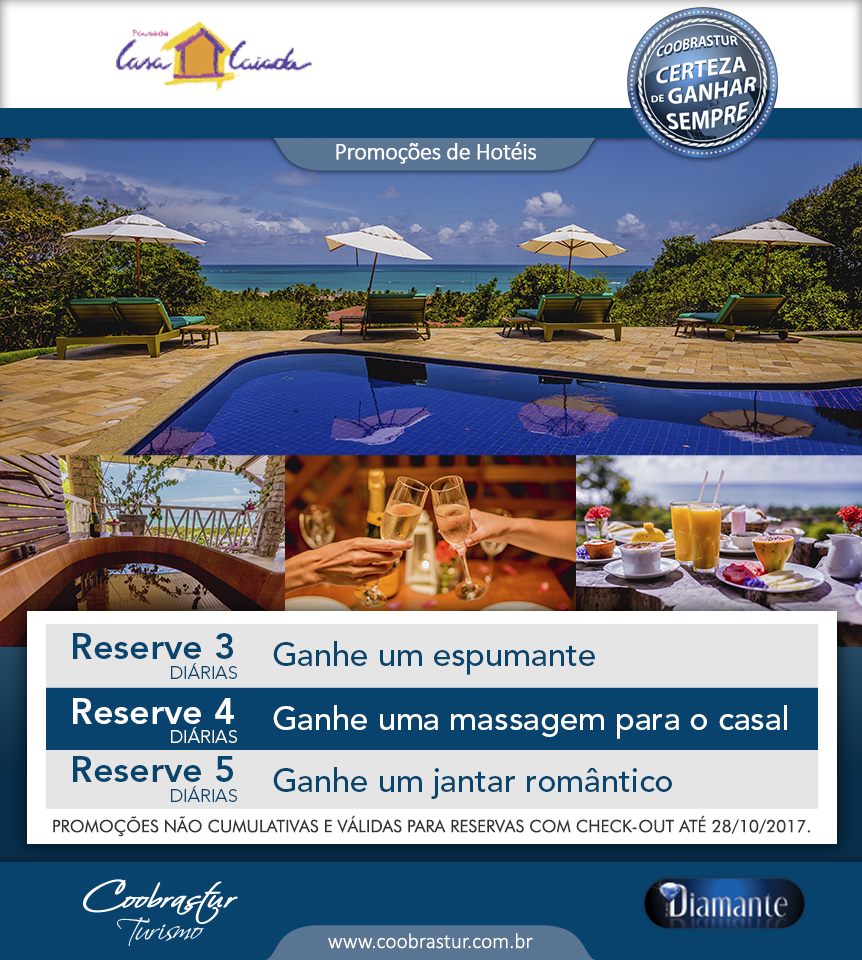 Pousada
Casa Caiada
COOBRASTUR
CERTEZA
DE GANHAR
SEMPRE
Promoções de Hotéis
Reserve 3
DIÁRIAS
Ganhe um espumante
Reserve 4
DIÁRIAS
Ganhe uma massagem para o casal
Reserve 5
DIÁRIAS
Ganhe um jantar romântico
PROMOÇÕES NÃO CUMULATIVAS E VÁLIDAS PARA RESERVAS COM CHECK-OUT ATÉ 28/10/2017.
Coobrastur
Turismo
Diamante
www.coobrastur.com.br